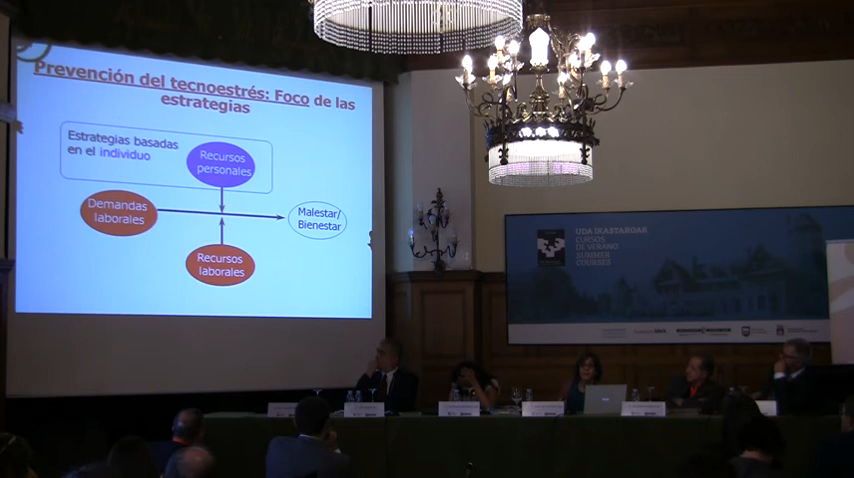 Prevención del tecnoestrés: Foco de las
estrategias
Estrategias basadas
en el individuo
Recursos
personales
Demandas
laborales
Malestar/
Bienestar
Recursos
laborales
UDA IKASTAROAK
CURSOS
DE VERANO
SUMMER
COURSES